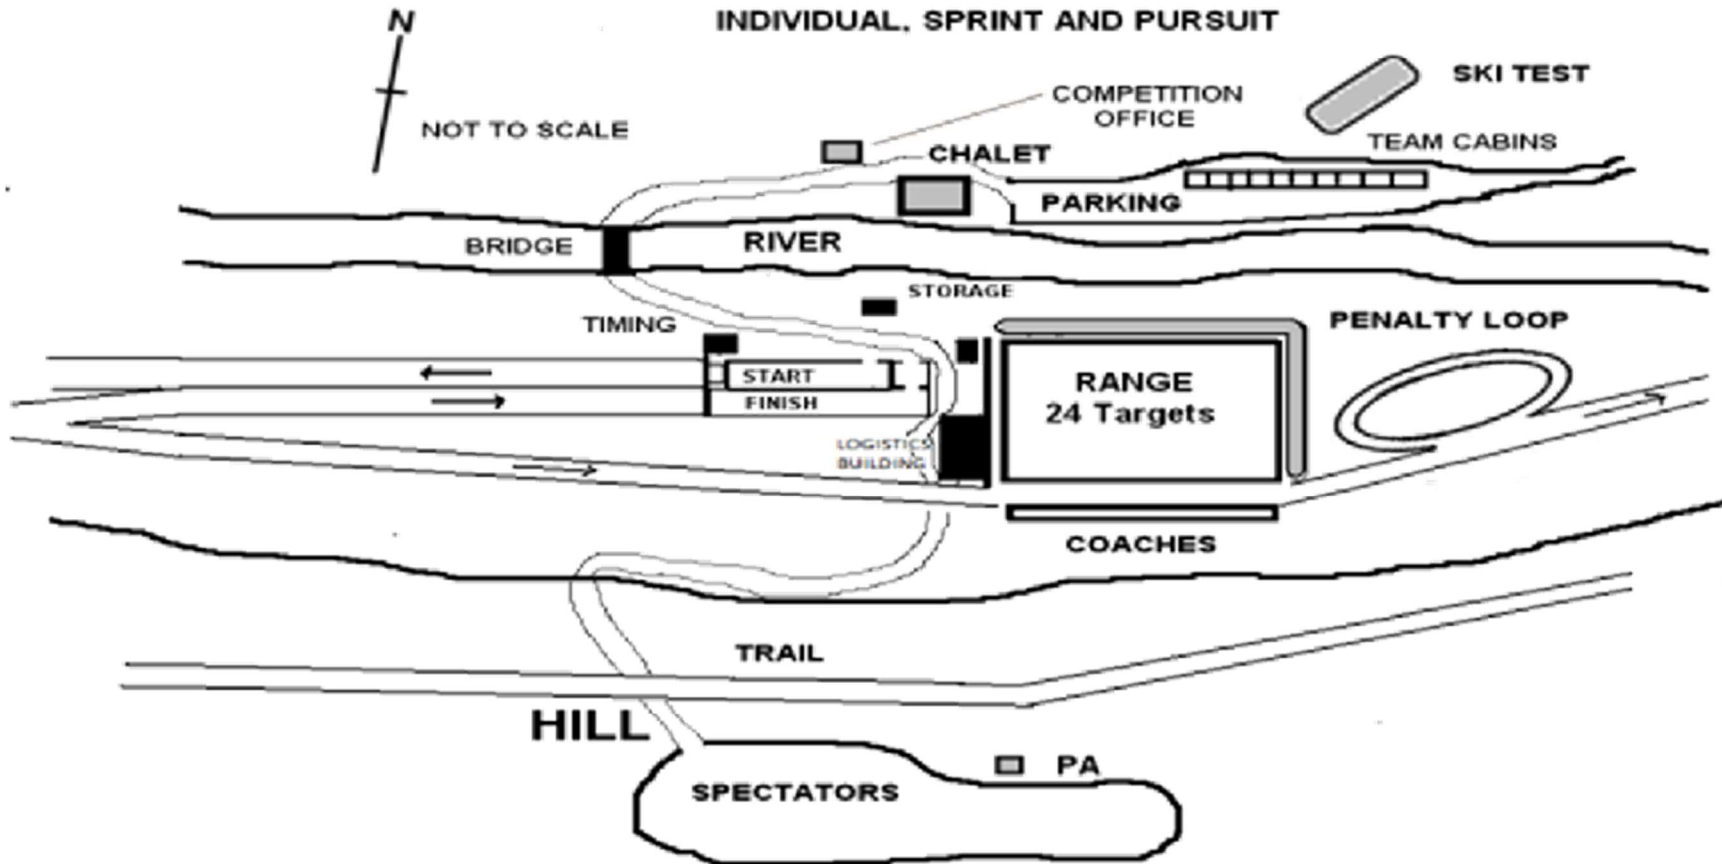 N
INDIVIDUAL, SPRINT AND PURSUIT
SKI TEST
COMPETITION
OFFICE
NOT TO SCALE
TEAM CABINS
CHALET
PARKING
BRIDGE
RIVER
STORAGE
TIMING
PENALTY LOOP
START
FINISH
RANGE
24 Targets
LOGISTICS
BUILDING
COACHES
TRAIL
HILL
PA
SPECTATORS